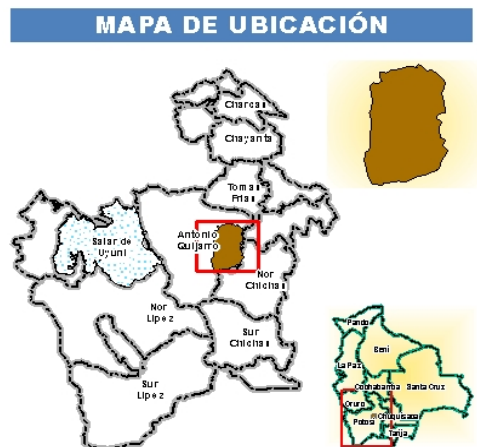 MAPA DE UBICACIÓN
Charcas
Chayanta
Tomas
Frias
Antonio
Quijarro
Salar de
Uyuni
Nor
Chichas
Nor
Lipez
Sur
Chichas
Sur
Lipez
Pando
Beni
La Paz
Cochabamba
Santa Cruz
Oruro
Chuquisaca
Potosi
Tarija